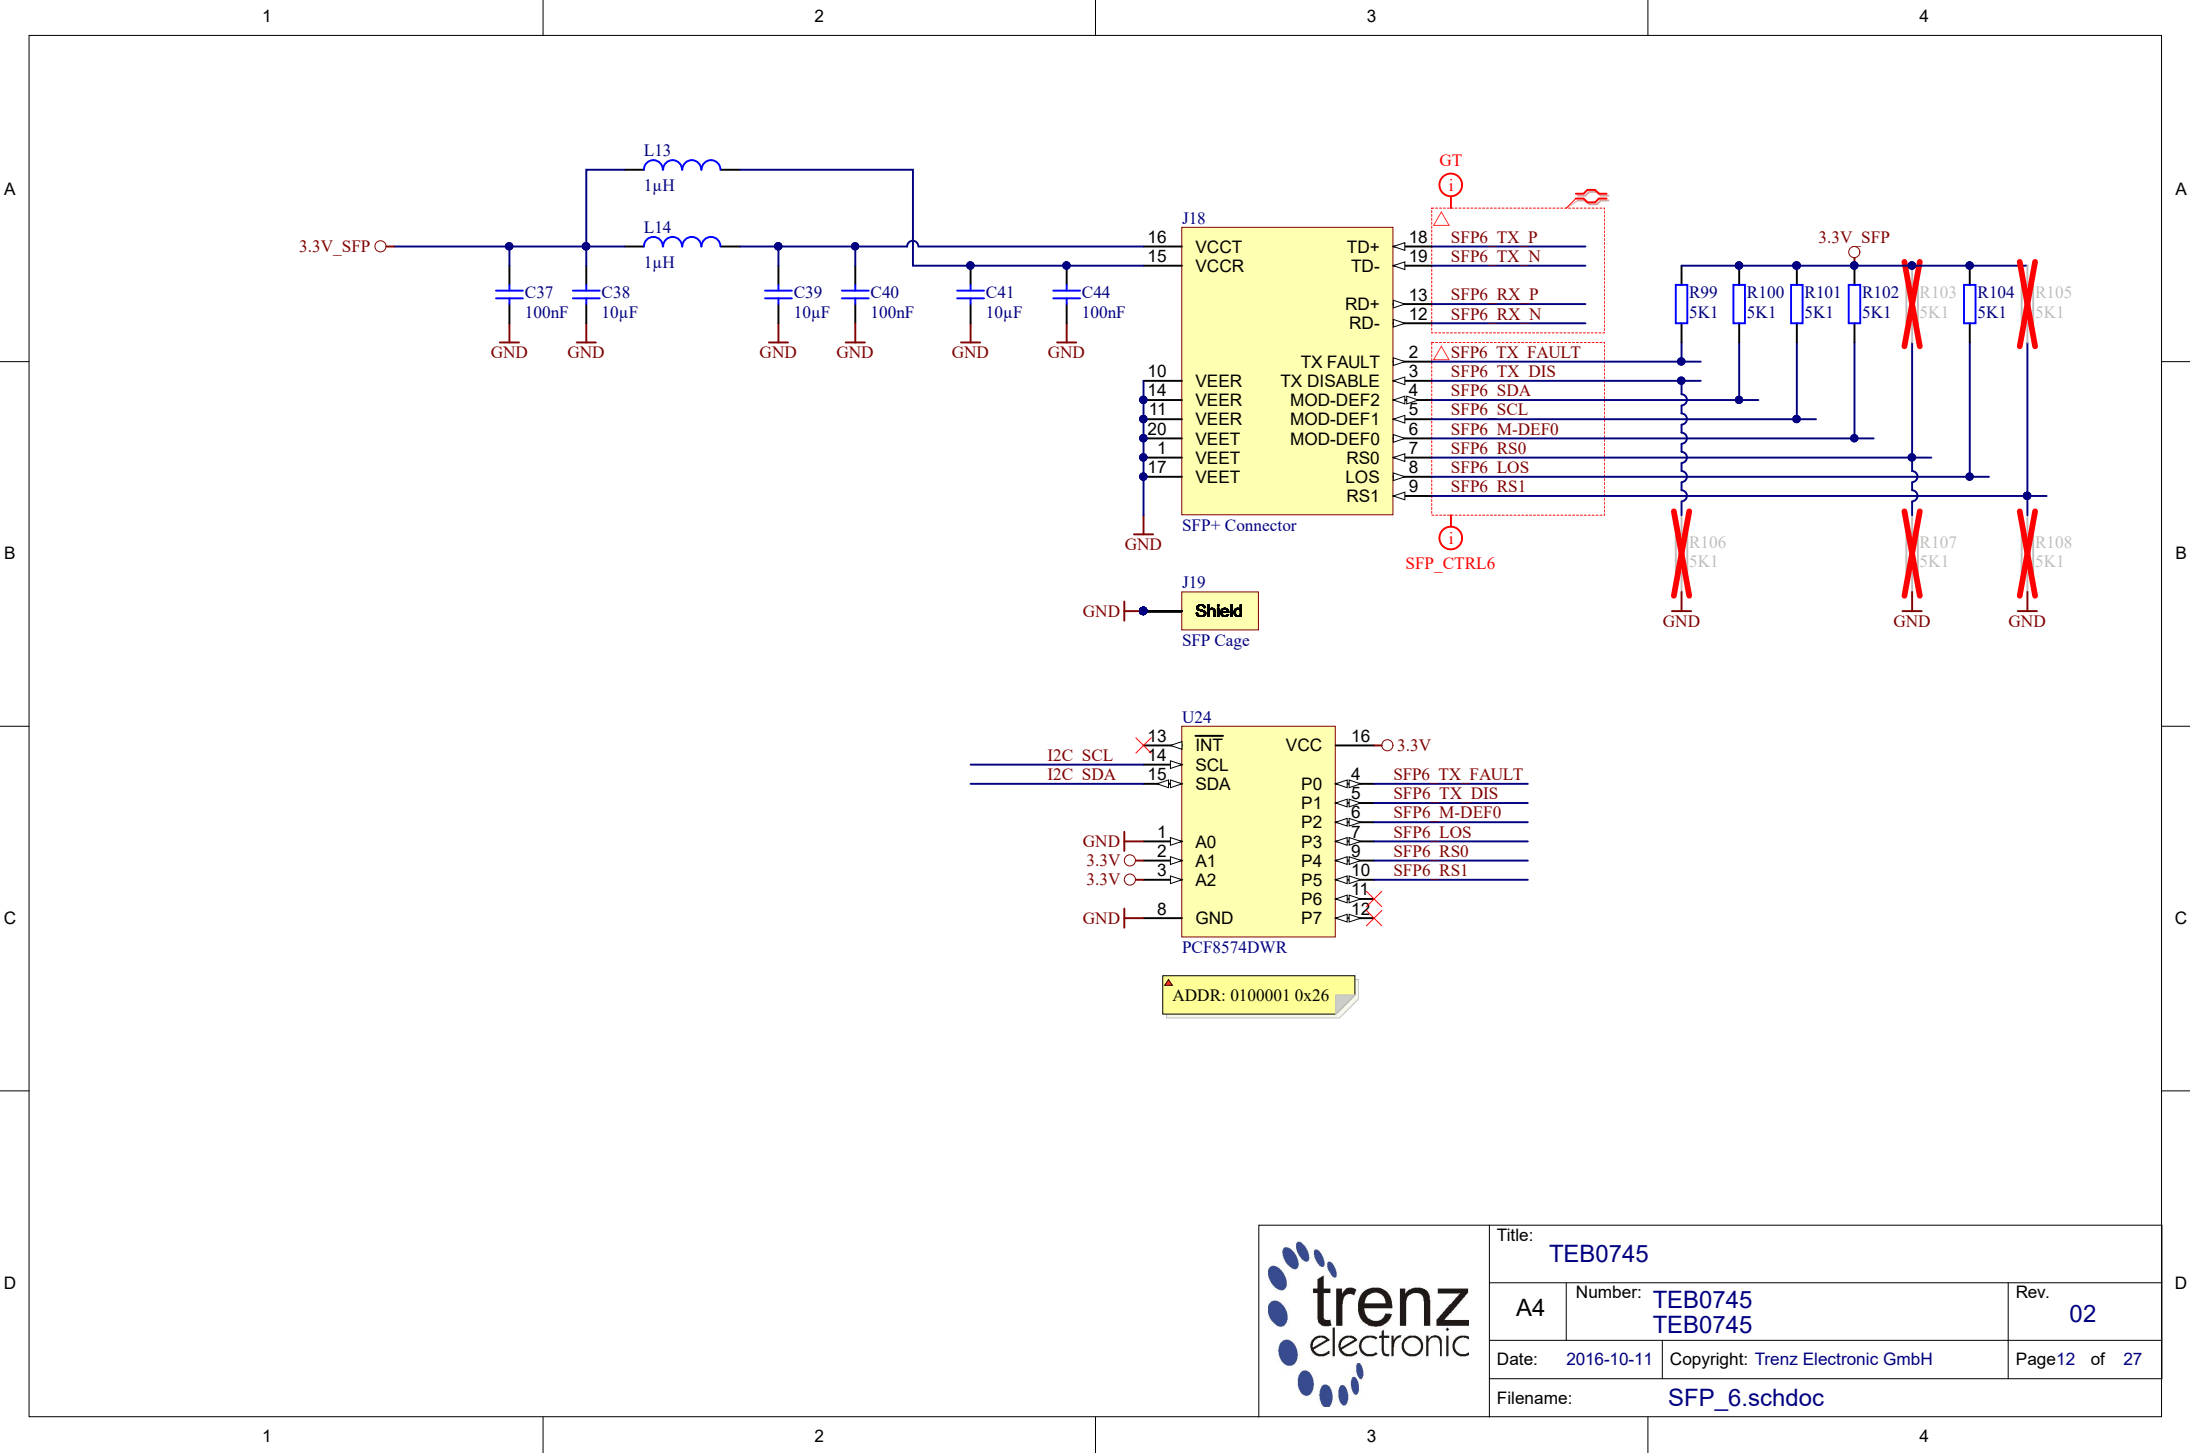 1 2 3 4
A A
B B
C C
D D
L13
1µH
L14
1µH
3.3V_SFP
C37
100nF
C38
10µF
C39
10µF
C40
100nF
C41
10µF
C44
100nF
GND GND GND GND GND GND
J18
16 VCCT
15 VCCR
10 VEER
14 VEER
11 VEER
20 VEET
1 VEET
17 VEET
GND
SFP+ Connector
GT
i
TD+ 18 SFP6_TX_P
TD- 19 SFP6_TX_N
RD+ 13 SFP6_RX_P
RD- 12 SFP6_RX_N
TX FAULT 2 SFP6_TX_FAULT
TX DISABLE 3 SFP6_TX_DIS
MOD-DEF2 4 SFP6_SDA
MOD-DEF1 5 SFP6_SCL
MOD-DEF0 6 SFP6_M-DEF0
RS0 7 SFP6_RS0
LOS 8 SFP6_LOS
RS1 9 SFP6_RS1
i
SFP_CTRL6
3.3V_SFP
R99
5K1
R100
5K1
R101
5K1
R102
5K1
R103
5K1
R104
5K1
R105
5K1
R106
5K1
R107
5K1
R108
5K1
GND GND GND
J19
GND Shield
SFP Cage
U24
13 INT
I2C_SCL 14 SCL
I2C_SDA 15 SDA
GND 1 A0
3.3V 2 A1
3.3V 3 A2
GND 8 GND
VCC 16 3.3V
P0 4 SFP6_TX_FAULT
P1 5 SFP6_TX_DIS
P2 6 SFP6_M-DEF0
P3 7 SFP6_LOS
P4 9 SFP6_RS0
P5 10 SFP6_RS1
P6 11
P7 12
PCF8574DWR
ADDR: 0100001 0x26
trenz
electronic
Title:
TEB0745
A4
Number: TEB0745
TEB0745
Rev.
02
Date: 2016-10-11
Copyright: Trenz Electronic GmbH
Page12 of 27
Filename: SFP_6.schdoc
1 2 3 4